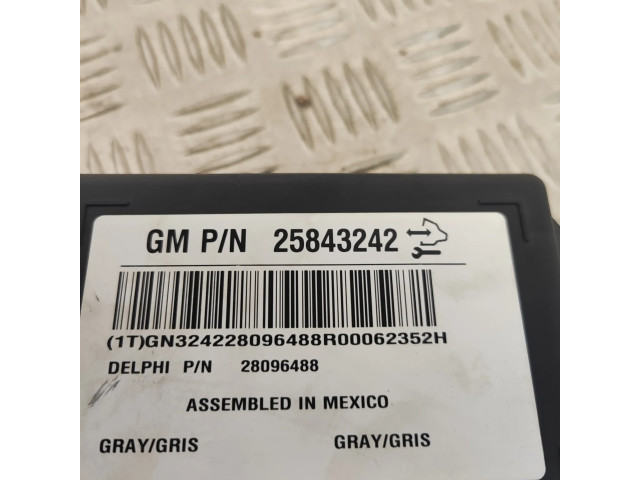 GM P/N 25843242
(1T)GN324228096488R00062352H
DELPHI P/N 28096488
ASSEMBLED IN MEXICO
GRAY/GRIS GRAY/GRIS